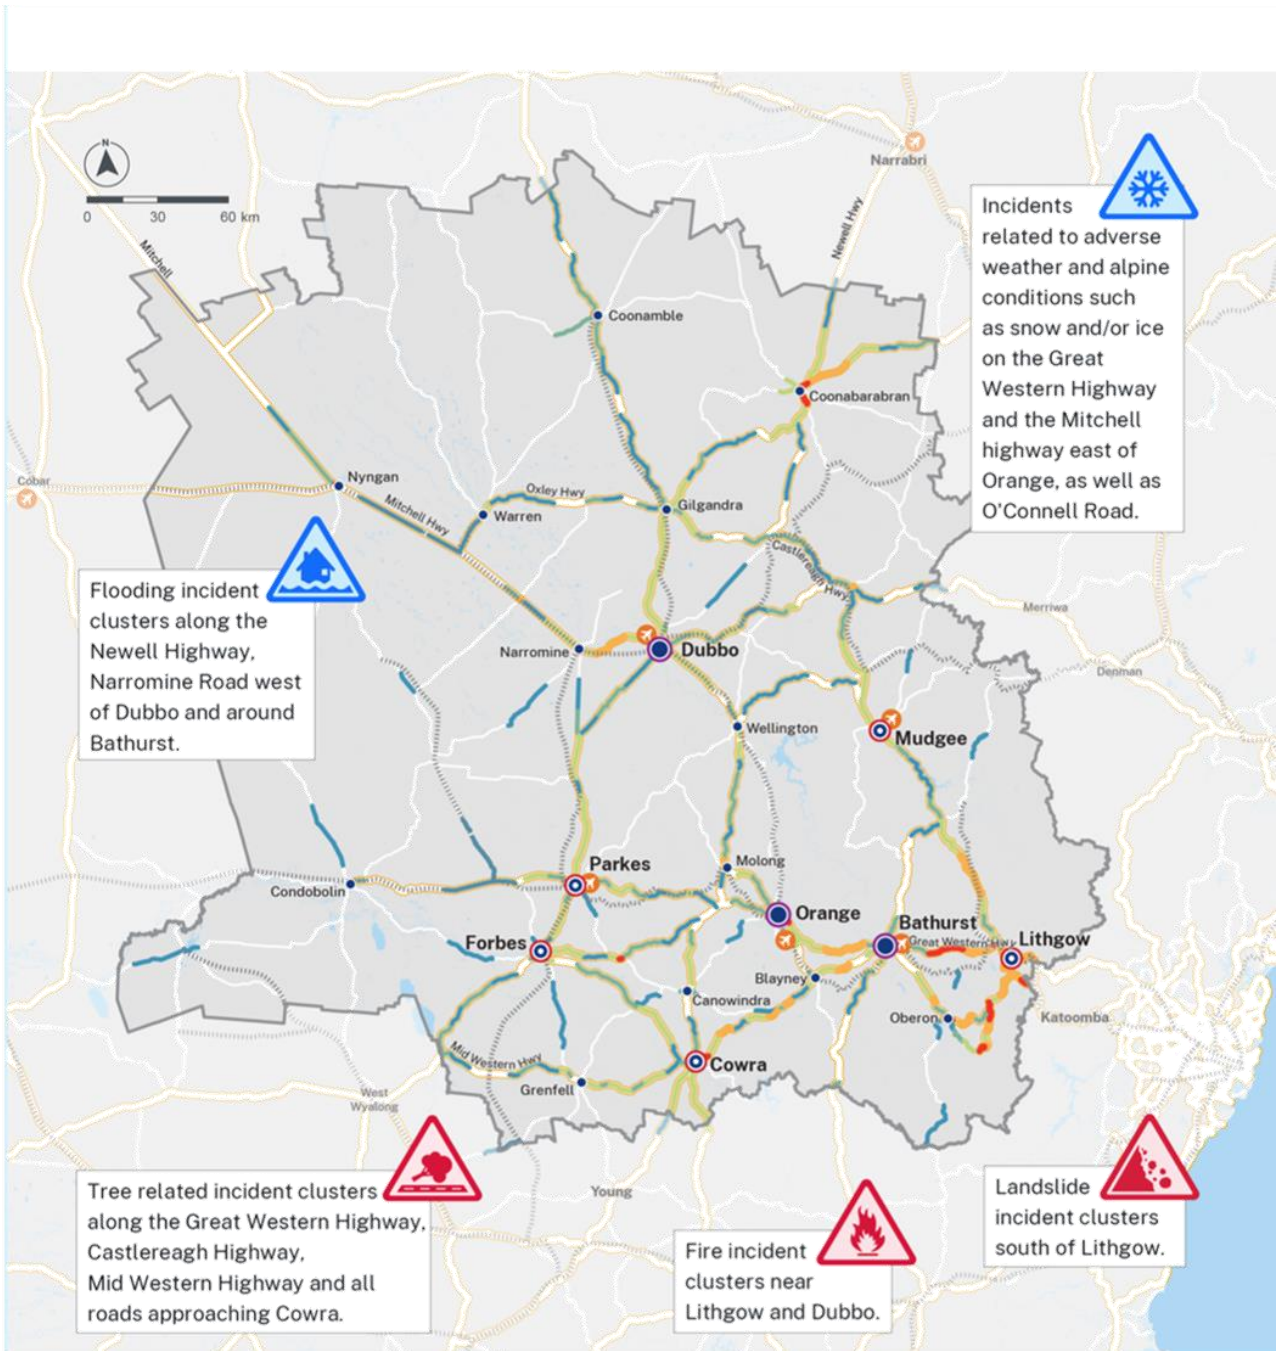 N
0 30 60 km
Mitchell
Narrabri
Newell Hwy
Incidents
related to adverse
weather and alpine
conditions such
as snow and/or ice
on the Great
Western Highway
and the Mitchell
highway east of
Orange, as well as
O'Connell Road.
Coonamble
Coonabarabran
Cobar
Nyngan
Mitchell Hwy
Oxley Hwy
Warren
Gilgandra
Castlereagh Hwy
Flooding incident
clusters along the
Newell Highway,
Narromine Road west
of Dubbo and around
Bathurst.
Merriwa
Narromine
Dubbo
Denman
Wellington
Mudgee
Parkes
Molong
Condobolin
Orange
Bathurst
Forbes
Great Western Hwy
Lithgow
Blayney
Canowindra
Oberon
Katoomba
Mid Western Hwy
Cowra
Grenfell
West
Wyalong
Tree related incident clusters
along the Great Western Highway,
Castlereagh Highway,
Mid Western Highway and all
roads approaching Cowra.
Young
Fire incident
clusters near
Lithgow and Dubbo.
Landslide
incident clusters
south of Lithgow.